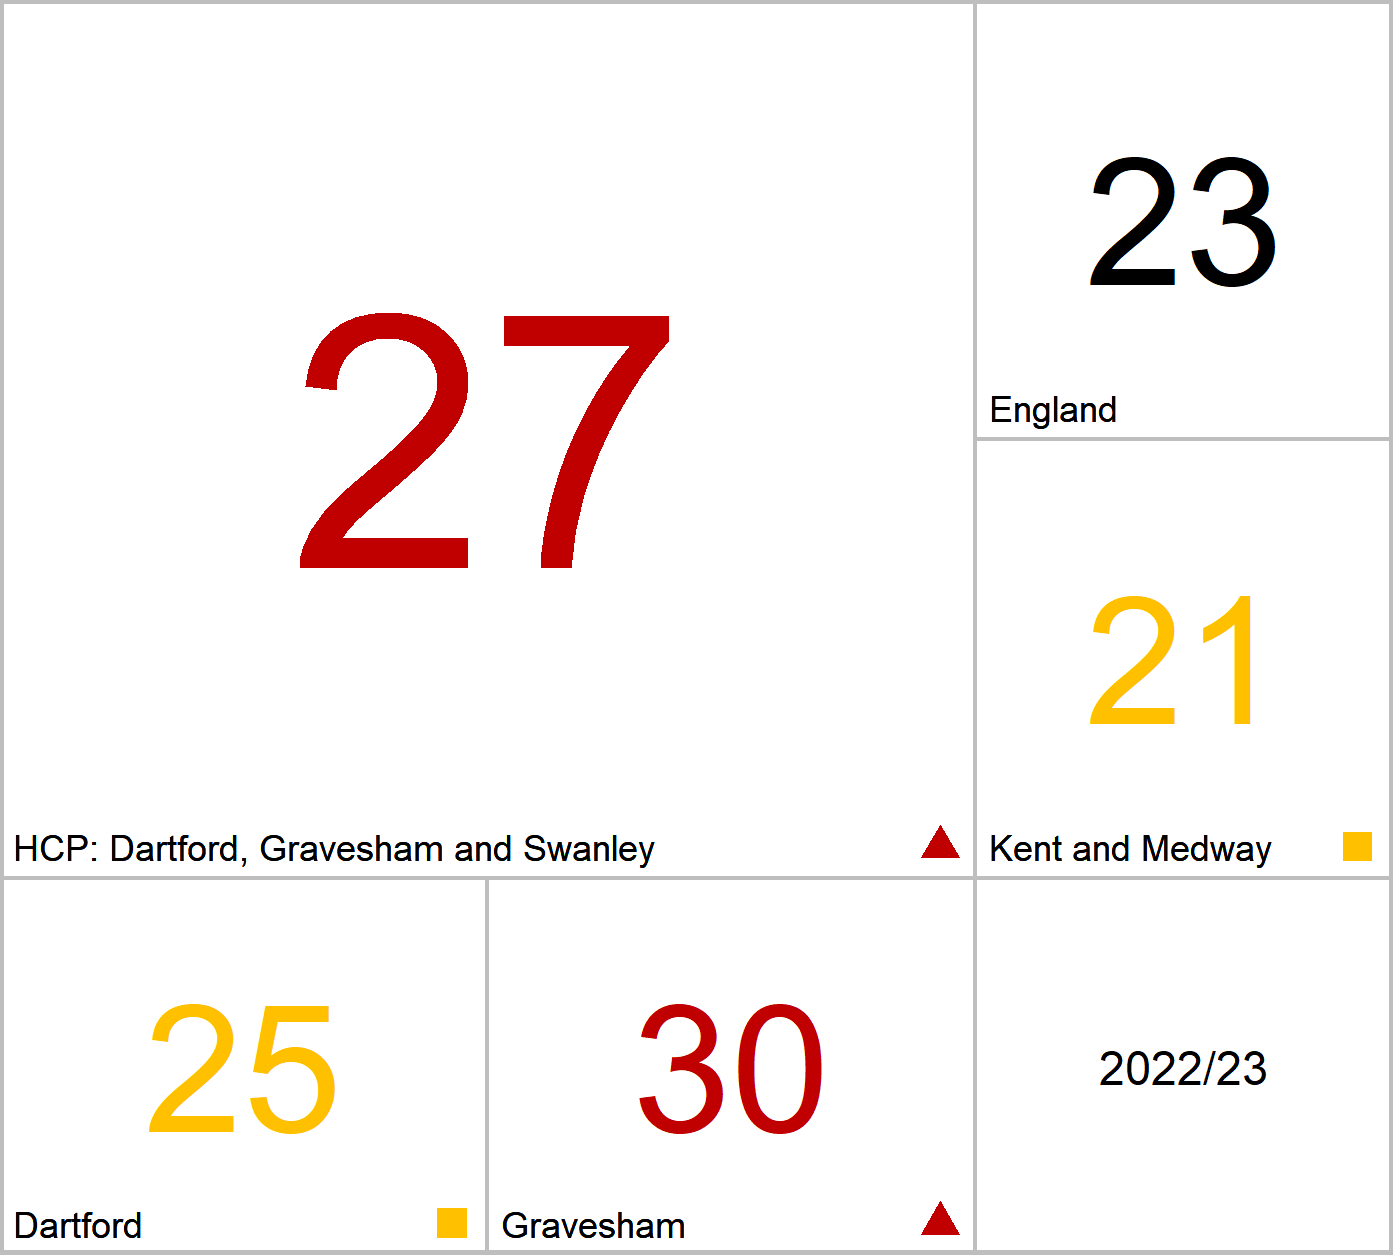 27
HCP: Dartford, Gravesham and Swanley
23
England
21
Kent and Medway
25
Dartford
30
Gravesham
2022/23